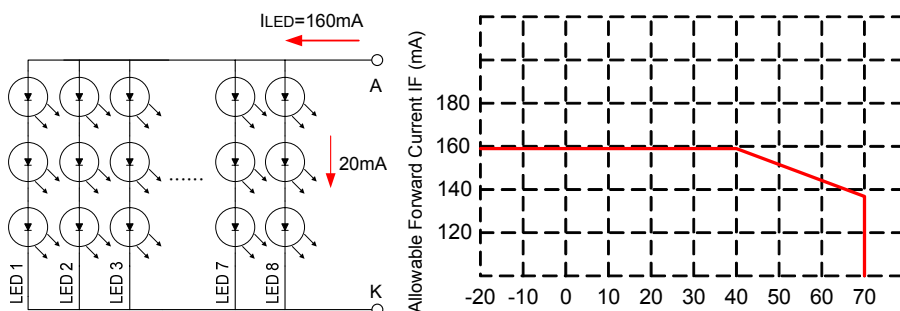 ILED=160mA
A
20mA
......
K
LED 1
LED 2
LED 3
LED 7
LED 8
Allowable Forward Current IF (mA)
180
160
140
120
-20 -10 0 10 20 30 40 50 60 70